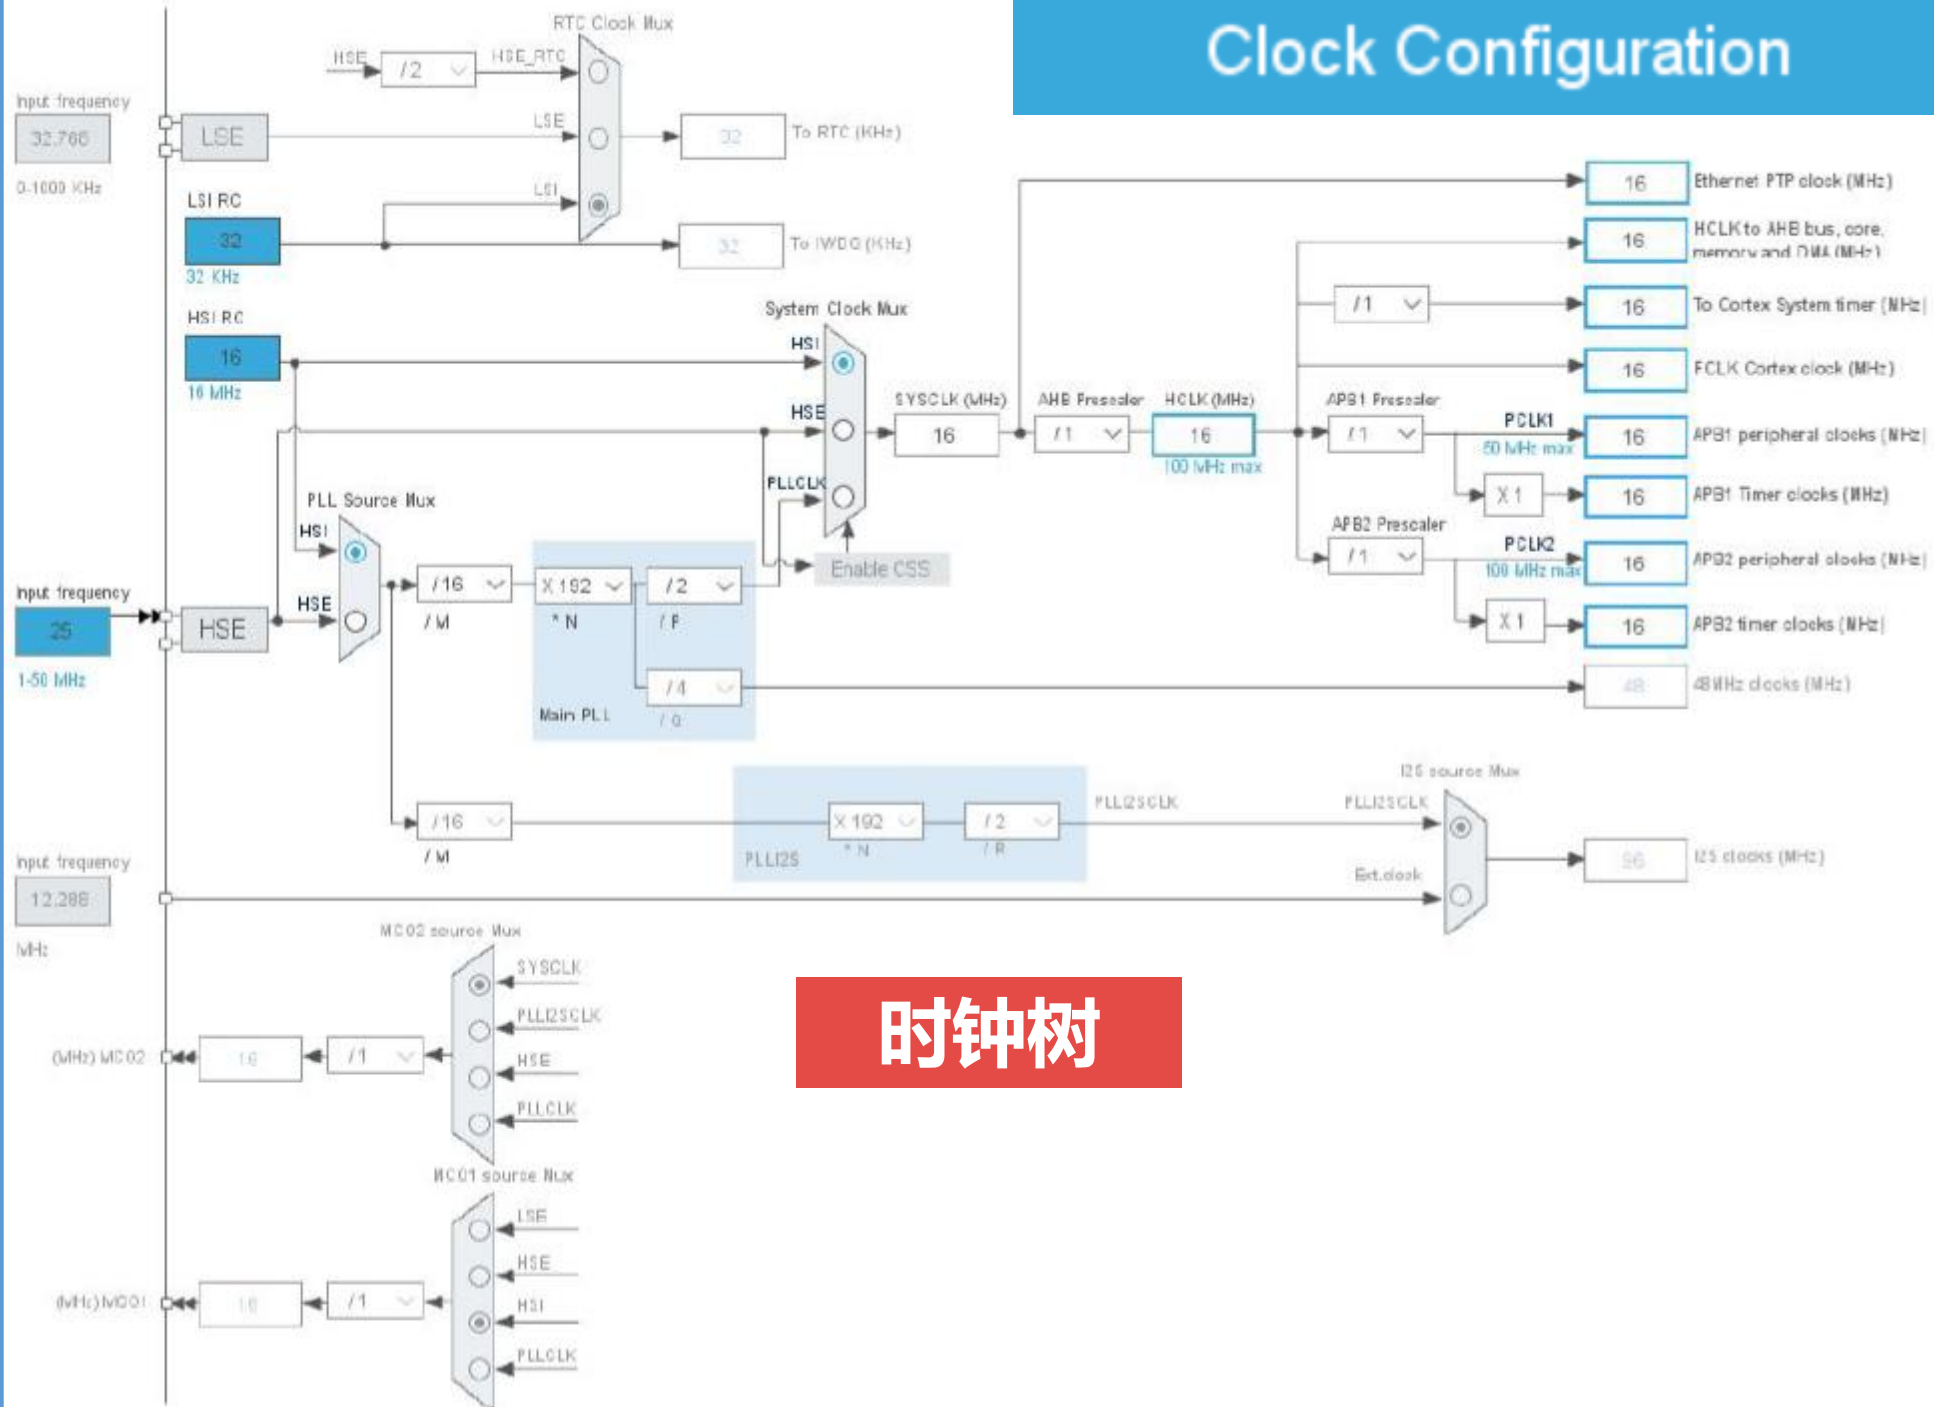 Clock Configuration
RTC Clock Mux
HSE
/2
HSE_RTC
Input frequency
32.768
0-1000 KHz
LSE
LSE
32
To RTC (KHz)
LSI
LSI RC
32
32 KHz
32
To IWDG (KHz)
Ethernet PTP clock (MHz)
16
HCLK to AHB bus, core,
memory and DMA (MHz)
16
/1
16
To Cortex System timer (MHz)
16
FCLK Cortex clock (MHz)
HSI RC
16
16 MHz
System Clock Mux
HSI
HSE
PLLCLK
SYSCLK (MHz)
16
AHB Prescaler
/1
HCLK (MHz)
16
100 MHz max
APB1 Prescaler
/1
PCLK1
50 MHz max
16
APB1 peripheral clocks (MHz)
X 1
16
APB1 Timer clocks (MHz)
APB2 Prescaler
/1
PCLK2
100 MHz max
16
APB2 peripheral clocks (MHz)
X 1
16
APB2 timer clocks (MHz)
Enable CSS
PLL Source Mux
HSI
HSE
Input frequency
25
1-50 MHz
HSE
/16
/ M
X 192
* N
/2
/ P
/4
/ Q
Main PLL
48
48MHz clocks (MHz)
/16
/ M
PLLI2S
X 192
* N
/2
/ R
PLLI2SCLK
I2S source Mux
PLLI2SCLK
Ext.clock
96
I2S clocks (MHz)
Input frequency
12.288
MHz
MCO2 source Mux
SYSCLK
PLLI2SCLK
HSE
PLLCLK
(MHz) MCO2
16
/1
时钟树
MCO1 source Mux
LSE
HSE
HSI
PLLCLK
(MHz) MCO1
16
/1